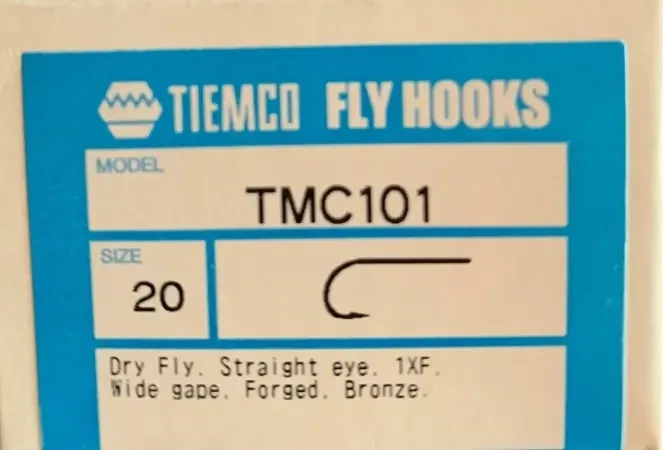 TIEMCO FLY HOOKS
MODEL
TMC101
SIZE
20
Dry Fly. Straight eye. 1XF.
Wide gape. Forged. Bronze.